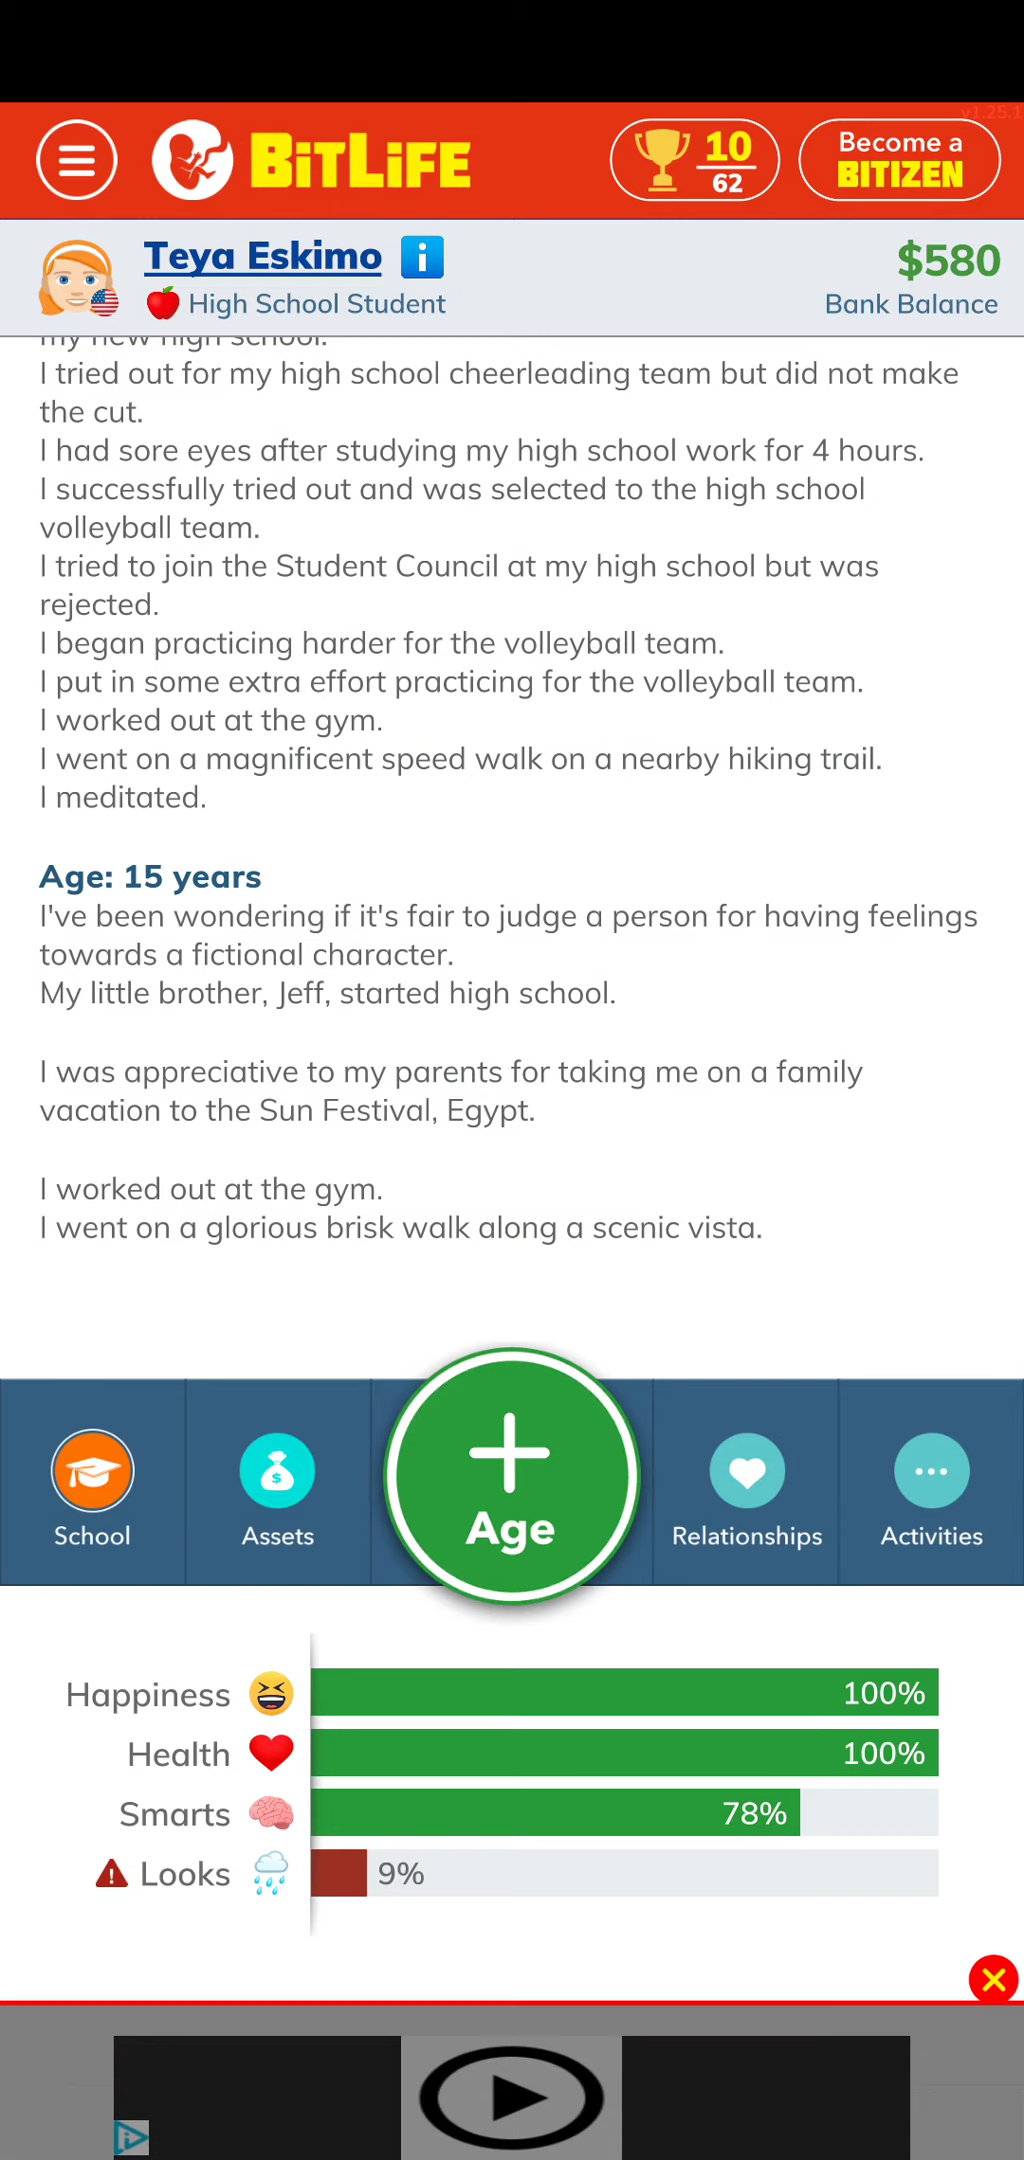 v1.25.1
BiTLiFE
10
62
Become a
BITIZEN
Teya Eskimo
$580
High School Student
Bank Balance
my new high school.
I tried out for my high school cheerleading team but did not make
the cut.
I had sore eyes after studying my high school work for 4 hours.
I successfully tried out and was selected to the high school
volleyball team.
I tried to join the Student Council at my high school but was
rejected.
I began practicing harder for the volleyball team.
I put in some extra effort practicing for the volleyball team.
I worked out at the gym.
I went on a magnificent speed walk on a nearby hiking trail.
I meditated.
Age: 15 years
I've been wondering if it's fair to judge a person for having feelings
towards a fictional character.
My little brother, Jeff, started high school.
I was appreciative to my parents for taking me on a family
vacation to the Sun Festival, Egypt.
I worked out at the gym.
I went on a glorious brisk walk along a scenic vista.
School
Assets
Age
Relationships
Activities
Happiness 100%
Health 100%
Smarts 78%
Looks 9%